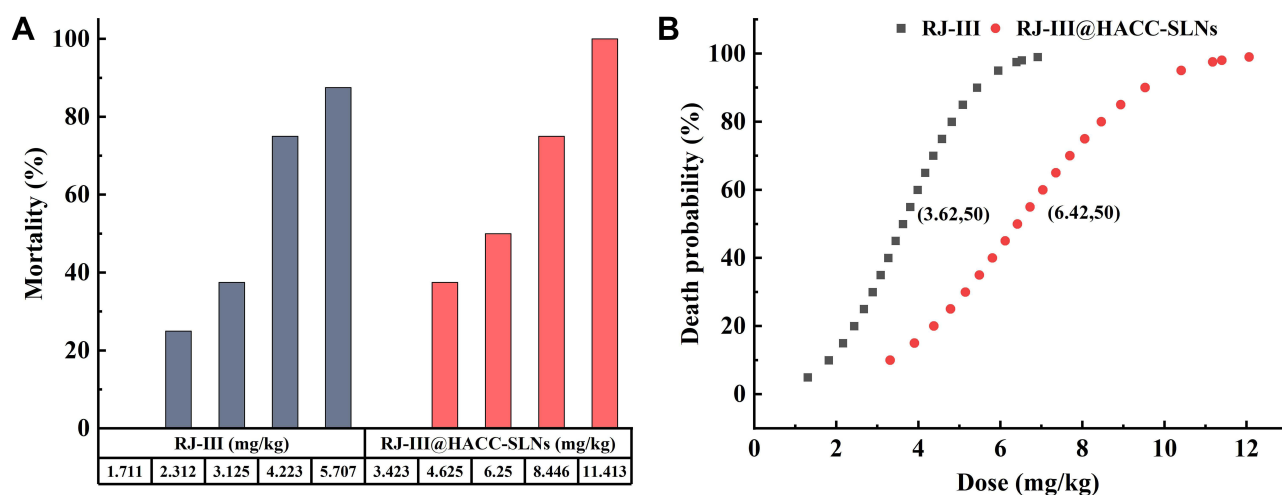 A
Mortality (%)
100
80
60
40
20
0
RJ-III (mg/kg) RJ-III@HACC-SLNs (mg/kg)
1.711 2.312 3.125 4.223 5.707 3.423 4.625 6.25 8.446 11.413
B
RJ-III RJ-III@HACC-SLNs
Death probability (%)
100
80
60
40
20
0
(3.62,50) (6.42,50)
0 2 4 6 8 10 12
Dose (mg/kg)